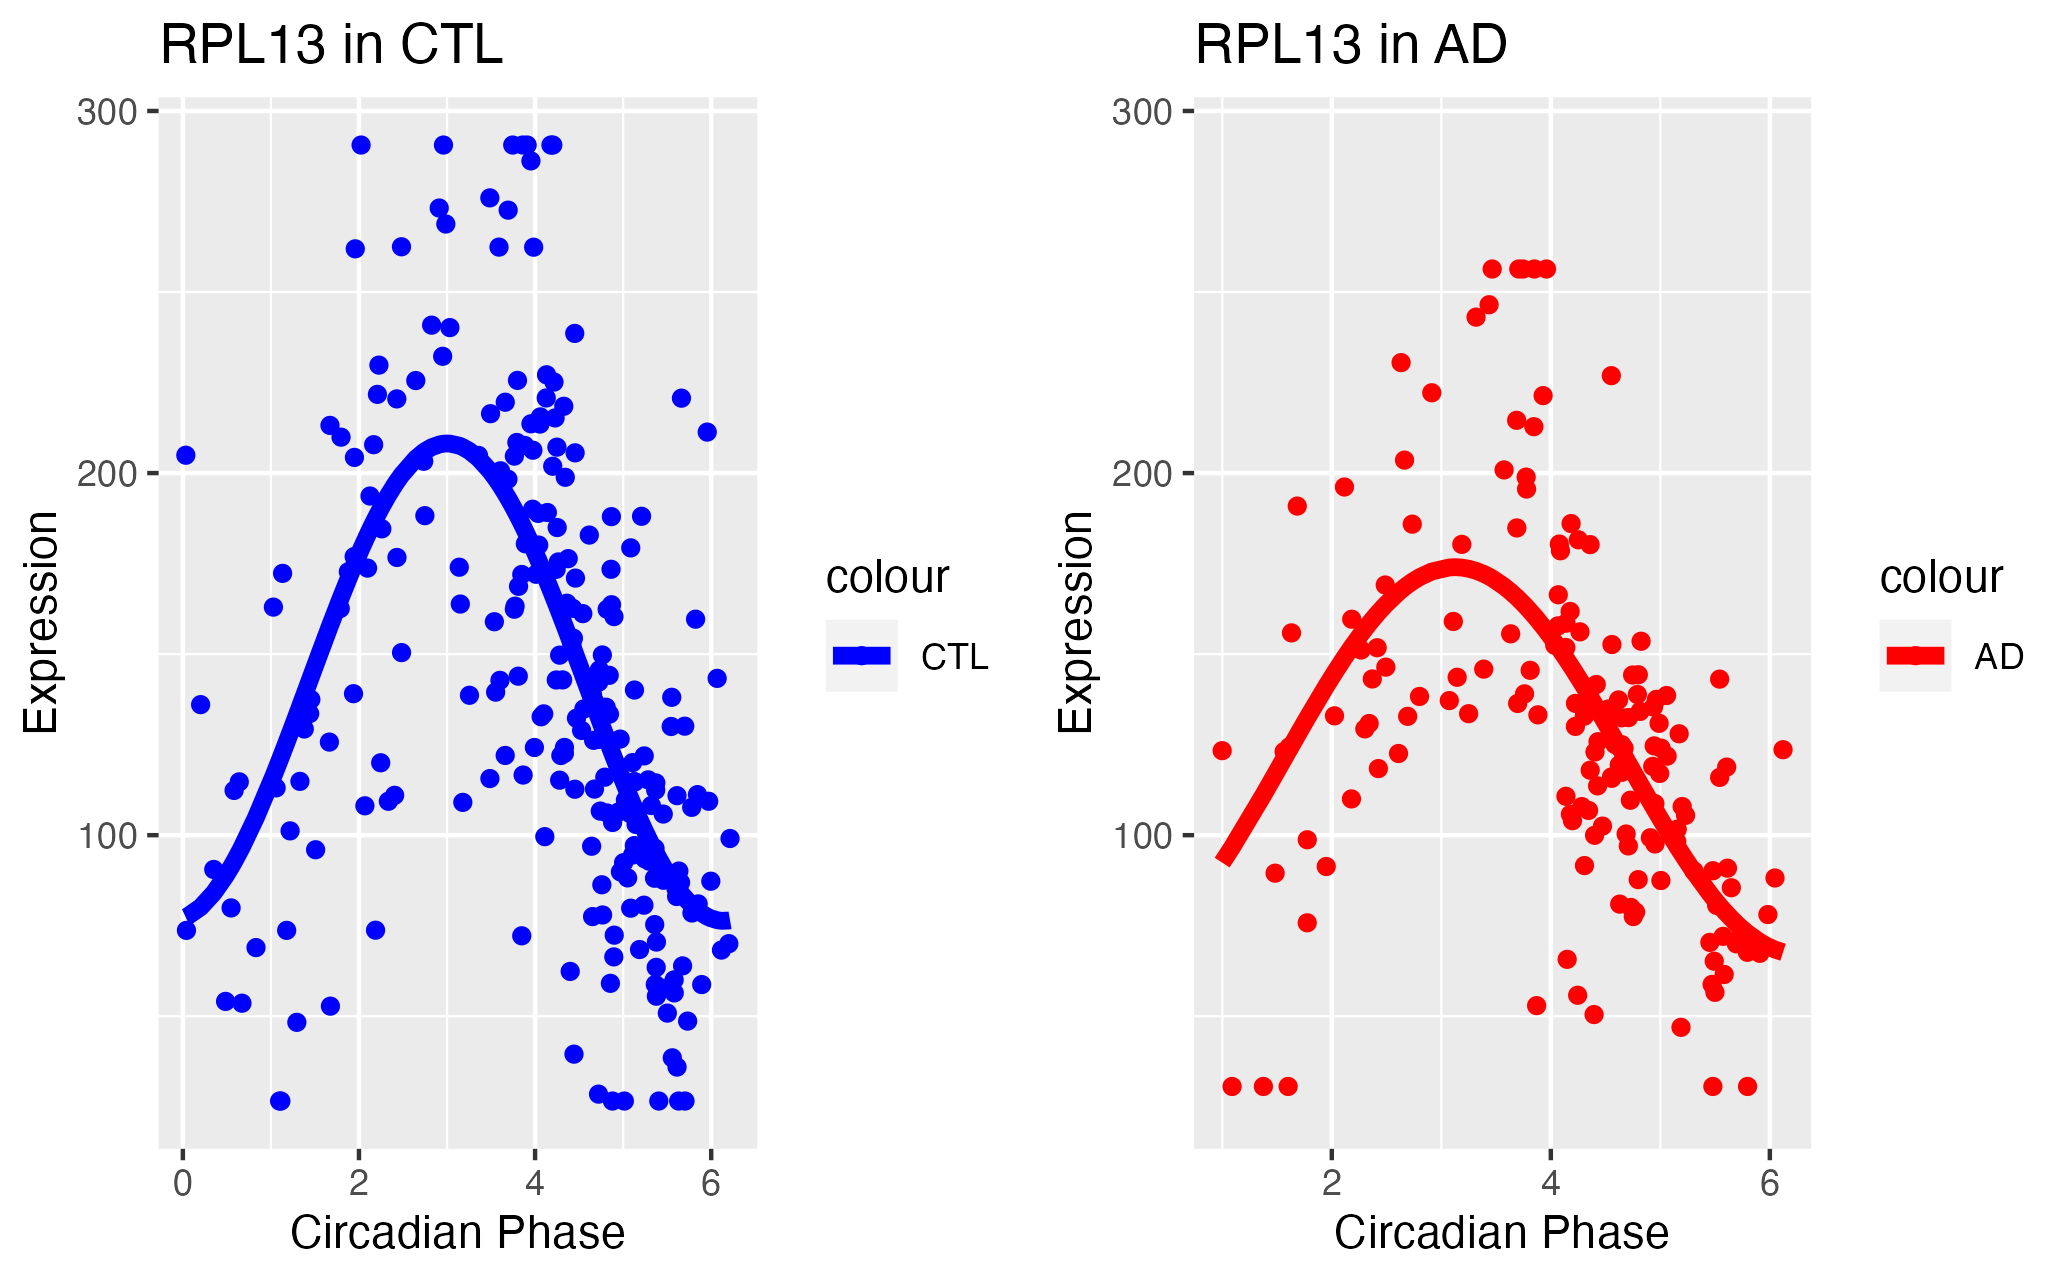 RPL13 in CTL
300
200
100
Expression
0 2 4 6
Circadian Phase
colour
CTL
RPL13 in AD
300
200
100
Expression
2 4 6
Circadian Phase
colour
AD